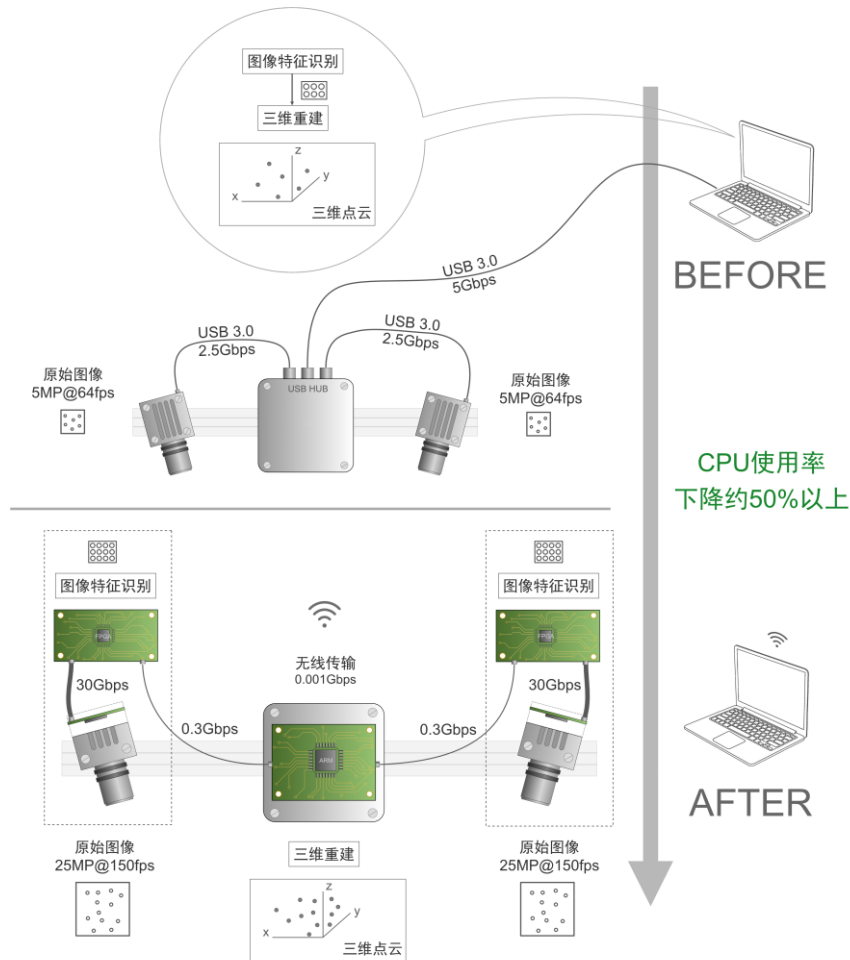 图像特征识别
三维重建
z
y
x
三维点云
BEFORE
USB 3.0
5Gbps
USB 3.0
2.5Gbps
USB 3.0
2.5Gbps
原始图像
5MP@64fps
USB HUB
原始图像
5MP@64fps
CPU使用率
下降约50%以上
图像特征识别
图像特征识别
FPGA
FPGA
无线传输
0.001Gbps
30Gbps
30Gbps
0.3Gbps
0.3Gbps
ARM
AFTER
原始图像
25MP@150fps
三维重建
原始图像
25MP@150fps
z
y
x
三维点云